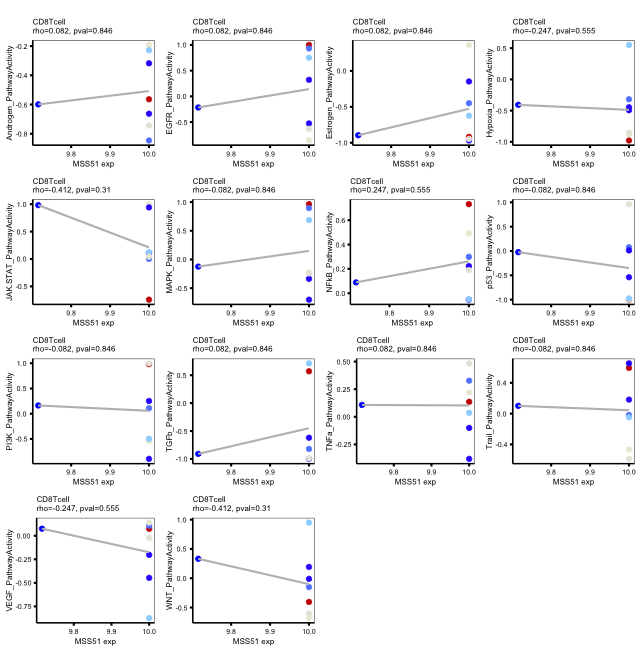 CD8Tcell
rho=0.082, pval=0.846
Androgen_PathwayActivity
-0.2
-0.4
-0.6
-0.8
9.8
9.9
10.0
MSS51 exp
CD8Tcell
rho=0.082, pval=0.846
EGFR_PathwayActivity
1.0
0.5
0.0
-0.5
9.8
9.9
10.0
MSS51 exp
CD8Tcell
rho=0.082, pval=0.846
Estrogen_PathwayActivity
0.0
-0.5
-1.0
9.8
9.9
10.0
MSS51 exp
CD8Tcell
rho=-0.247, pval=0.555
Hypoxia_PathwayActivity
0.5
0.0
-0.5
-1.0
9.8
9.9
10.0
MSS51 exp
CD8Tcell
rho=-0.412, pval=0.31
JAK-STAT_PathwayActivity
1.0
0.5
0.0
-0.5
9.8
9.9
10.0
MSS51 exp
CD8Tcell
rho=-0.082, pval=0.846
MAPK_PathwayActivity
1.0
0.5
0.0
-0.5
9.8
9.9
10.0
MSS51 exp
CD8Tcell
rho=0.247, pval=0.555
NFkB_PathwayActivity
0.6
0.4
0.2
0.0
9.8
9.9
10.0
MSS51 exp
CD8Tcell
rho=-0.082, pval=0.846
p53_PathwayActivity
1.0
0.5
0.0
-0.5
-1.0
9.8
9.9
10.0
MSS51 exp
CD8Tcell
rho=-0.082, pval=0.846
PI3K_PathwayActivity
1.0
0.5
0.0
-0.5
9.8
9.9
10.0
MSS51 exp
CD8Tcell
rho=0.082, pval=0.846
TGFb_PathwayActivity
0.5
0.0
-0.5
-1.0
9.8
9.9
10.0
MSS51 exp
CD8Tcell
rho=0.082, pval=0.846
TNFa_PathwayActivity
0.50
0.25
0.00
-0.25
9.8
9.9
10.0
MSS51 exp
CD8Tcell
rho=-0.082, pval=0.846
Trail_PathwayActivity
0.4
0.0
-0.4
9.8
9.9
10.0
MSS51 exp
CD8Tcell
rho=-0.247, pval=0.555
VEGF_PathwayActivity
0.00
-0.25
-0.50
-0.75
9.8
9.9
10.0
MSS51 exp
CD8Tcell
rho=-0.412, pval=0.31
WNT_PathwayActivity
1.0
0.5
0.0
-0.5
9.8
9.9
10.0
MSS51 exp